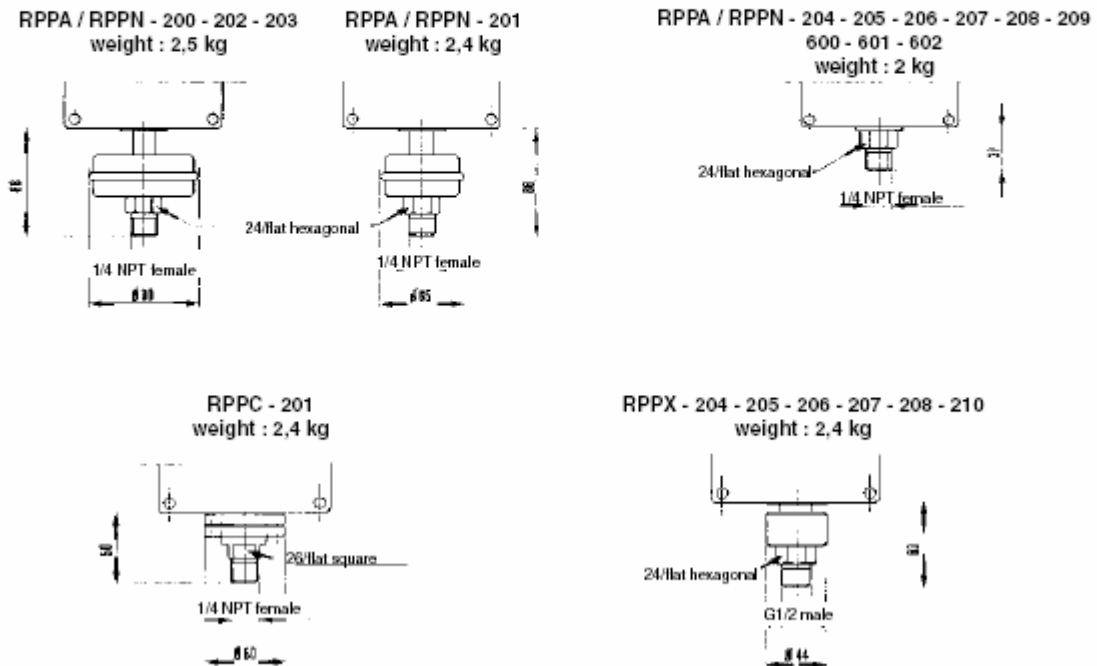 RPPA / RPPN - 200 - 202 - 203
weight : 2,5 kg
24/flat hexagonal
1/4 NPT female
RPPA / RPPN - 201
weight : 2,4 kg
1/4 NPT female
RPPA / RPPN - 204 - 205 - 206 - 207 - 208 - 209
600 - 601 - 602
weight : 2 kg
24/flat hexagonal
1/4 NPT female
RPPC - 201
weight : 2,4 kg
26/flat square
1/4 NPT female
RPPX - 204 - 205 - 206 - 207 - 208 - 210
weight : 2,4 kg
24/flat hexagonal
G1/2 male
Ø 44